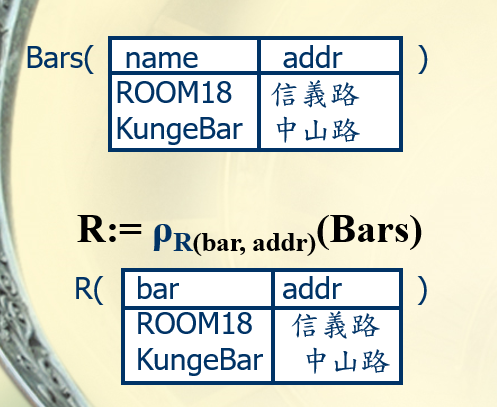 Bars( name addr )
ROOM18 信義路
KungeBar 中山路
R:= ρR(bar, addr)(Bars)
R( bar addr )
ROOM18 信義路
KungeBar 中山路